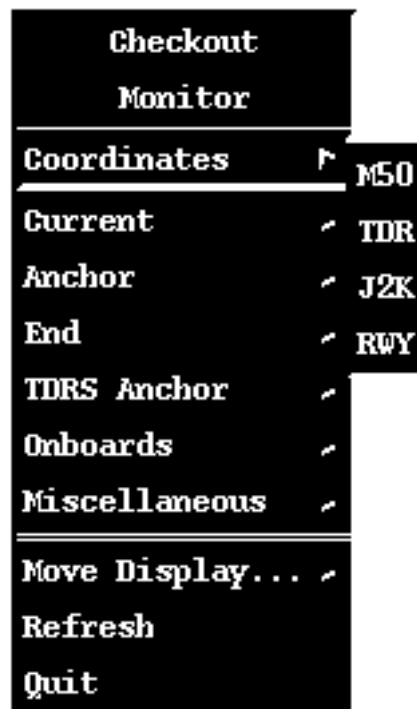 Checkout
Monitor
Coordinates
M50
TDR
J2K
RWY
Current
Anchor
End
TDRS Anchor
Onboards
Miscellaneous
Move Display...
Refresh
Quit